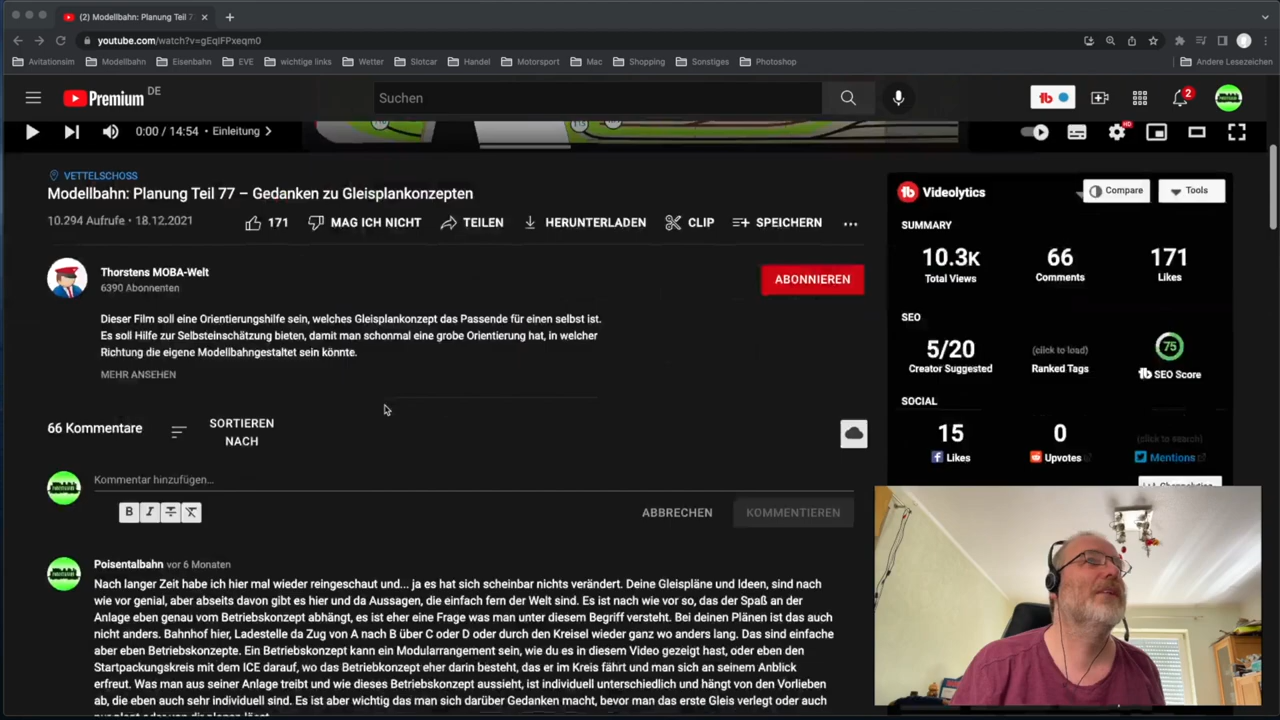 (2) Modellbahn: Planung Teil 7
youtube.com/watch?v=gEqIFPxeqm0
Avitationsim Modellbahn Eisenbahn EVE wichtige links Wetter Slotcar Handel Motorsport Mac Shopping Sonstiges Photoshop Andere Lesezeichen
Premium DE
Suchen
2
0:00 / 14:54 • Einleitung
HD
VETTELSCHOSS
Modellbahn: Planung Teil 77 – Gedanken zu Gleisplankonzepten
10.294 Aufrufe • 18.12.2021
171 MAG ICH NICHT TEILEN HERUNTERLADEN CLIP SPEICHERN
Thorstens MOBA-Welt
6390 Abonnenten
ABONNIEREN
Dieser Film soll eine Orientierungshilfe sein, welches Gleisplankonzept das Passende für einen selbst ist.
Es soll Hilfe zur Selbsteinschätzung bieten, damit man schonmal eine grobe Orientierung hat, in welcher
Richtung die eigene Modellbahngestaltet sein könnte.
MEHR ANSEHEN
66 Kommentare
SORTIEREN
NACH
Kommentar hinzufügen...
B I T
ABBRECHEN KOMMENTIEREN
Poisentalbahn vor 6 Monaten
Nach langer Zeit habe ich hier mal wieder reingeschaut und... ja es hat sich scheinbar nichts verändert. Deine Gleispläne und Ideen, sind nach
wie vor genial, aber abseits davon gibt es hier und da Aussagen, die einfach fern der Welt sind. Es ist nach wie vor so, das der Spaß an der
Anlage eben genau vom Betriebskonzept abhängt, es ist eher eine Frage was man unter diesem Begriff versteht. Bei deinen Plänen ist das auch
nicht anders. Bahnhof hier, Ladestelle da Zug von A nach B über C oder D oder durch den Kreisel wieder ganz wo anders lang. Das sind einfache
aber eben Betriebskonzepte. Ein Betriebskonzept kann ein Modularrangement sein, wie du es in diesem Video gezeigt hast, oder eben den
Startpackungskreis mit dem ICE darauf, wo das Betriebkonzept eher darin besteht, das er im Kreis fährt und man sich an seinem Anblick
erfreut. Was man aus seiner Anlage treibt und wie dieses Betriebskonzept aussieht, ist individuell unterschiedlich und hängt von den Vorlieben
ab, die eben auch sehr individuell sind. Es ist aber wichtig das man sich darüber Gedanken macht, bevor man das erste Gleis verlegt oder auch
Videolytics
Compare Tools
SUMMARY
10.3K 66 171
Total Views Comments Likes
SEO
5/20 (click to load) 75
Creator Suggested Ranked Tags SEO Score
SOCIAL
15 0 (click to search)
Likes Upvotes Mentions